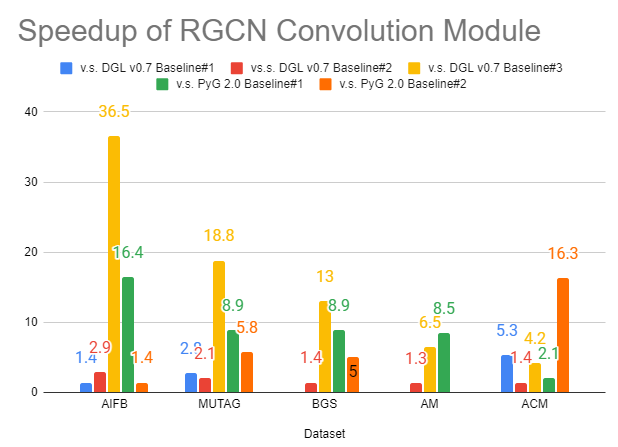 Speedup of RGCN Convolution Module
v.s. DGL v0.7 Baseline#1 vs.s. DGL v0.7 Baseline#2 v.s. DGL v0.7 Baseline#3
v.s. PyG 2.0 Baseline#1 v.s. PyG 2.0 Baseline#2
40
30
20
10
0
1.4 2.9 36.5 16.4 1.4
2.1 18.8 8.9 5.8
1.4 13 8.9 5
1.3 6.5 8.5
5.3 1.4 4.2 2.1 16.3
AIFB MUTAG BGS AM ACM
Dataset